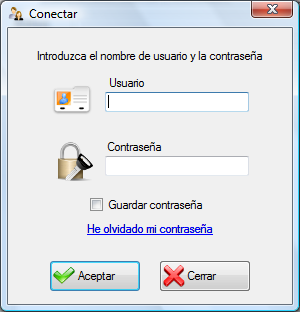 Conectar
Introduzca el nombre de usuario y la contraseña
Usuario
Contraseña
Guardar contraseña
He olvidado mi contraseña
Aceptar
Cerrar